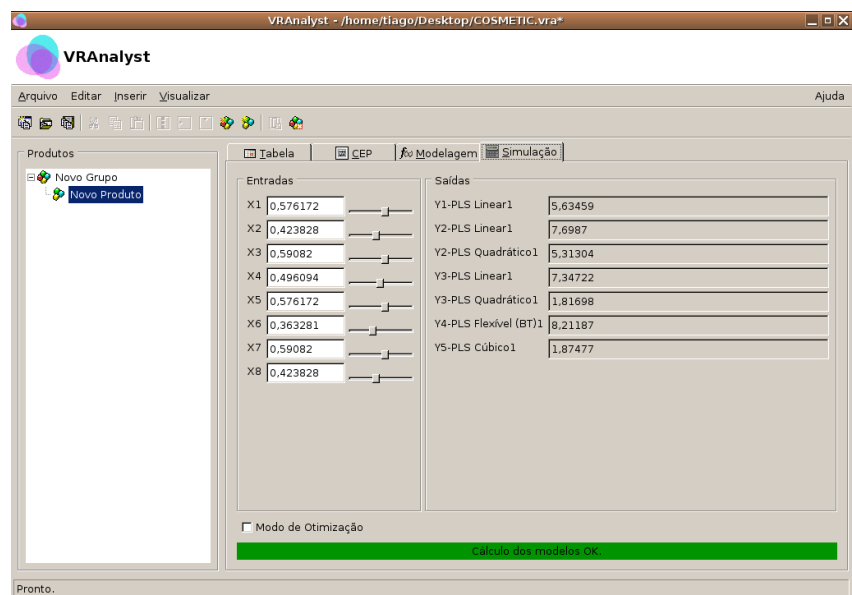 VRAnalyst - /home/tiago/Desktop/COSMETIC.vra*
VRAnalyst
Arquivo Editar Inserir Visualizar Ajuda
Produtos
Novo Grupo
Novo Produto
Tabela CEP f(x) Modelagem Simulação
Entradas
X1 0,576172
X2 0,423828
X3 0,59082
X4 0,496094
X5 0,576172
X6 0,363281
X7 0,59082
X8 0,423828
Saídas
Y1-PLS Linear1 5,63459
Y2-PLS Linear1 7,6987
Y2-PLS Quadrático1 5,31304
Y3-PLS Linear1 7,34722
Y3-PLS Quadrático1 1,81698
Y4-PLS Flexível (BT)1 8,21187
Y5-PLS Cúbico1 1,87477
Modo de Otimização
Cálculo dos modelos OK.
Pronto.